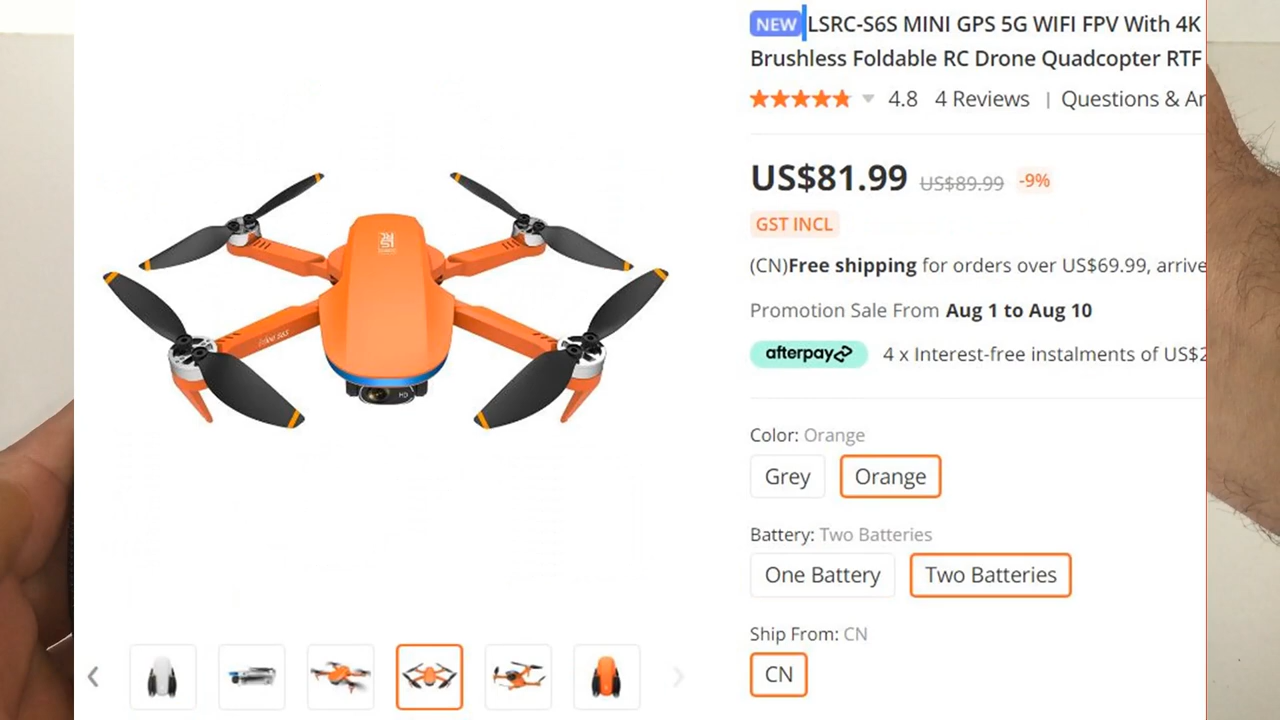 NEW LSRC-S6S MINI GPS 5G WIFI FPV With 4K
Brushless Foldable RC Drone Quadcopter RTF
4.8 4 Reviews | Questions & Ar
US$81.99 US$89.99 -9%
GST INCL
(CN)Free shipping for orders over US$69.99, arrive
Promotion Sale From Aug 1 to Aug 10
afterpay 4 x Interest-free instalments of US$2
Color: Orange
Grey Orange
Battery: Two Batteries
One Battery Two Batteries
Ship From: CN
CN
HD